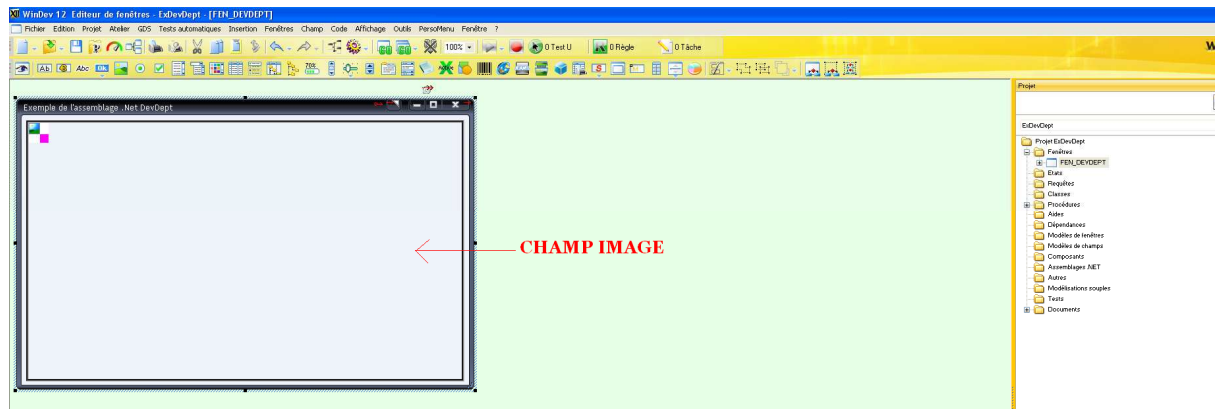 WinDev 12 Editeur de fenêtres - ExDevDept - [FEN_DEVDEPT]
Fichier Edition Projet Atelier GDS Tests automatiques Insertion Fenêtres Champ Code Affichage Outils PersoMenu Fenêtre ?
100% 0 Test U 0 Règle 0 Tâche W
Ab Abc Ok
Projet
Exemple de l'assemblage .Net DevDept
ExDevDept
Projet ExDevDept
Fenêtres
FEN_DEVDEPT
Etats
Requêtes
Classes
Procédures
Aides
Dépendances
Modèles de fenêtres
Modèles de champs
Composants
Assemblages .NET
Autres
Modélisations souples
Tests
Documents
CHAMP IMAGE